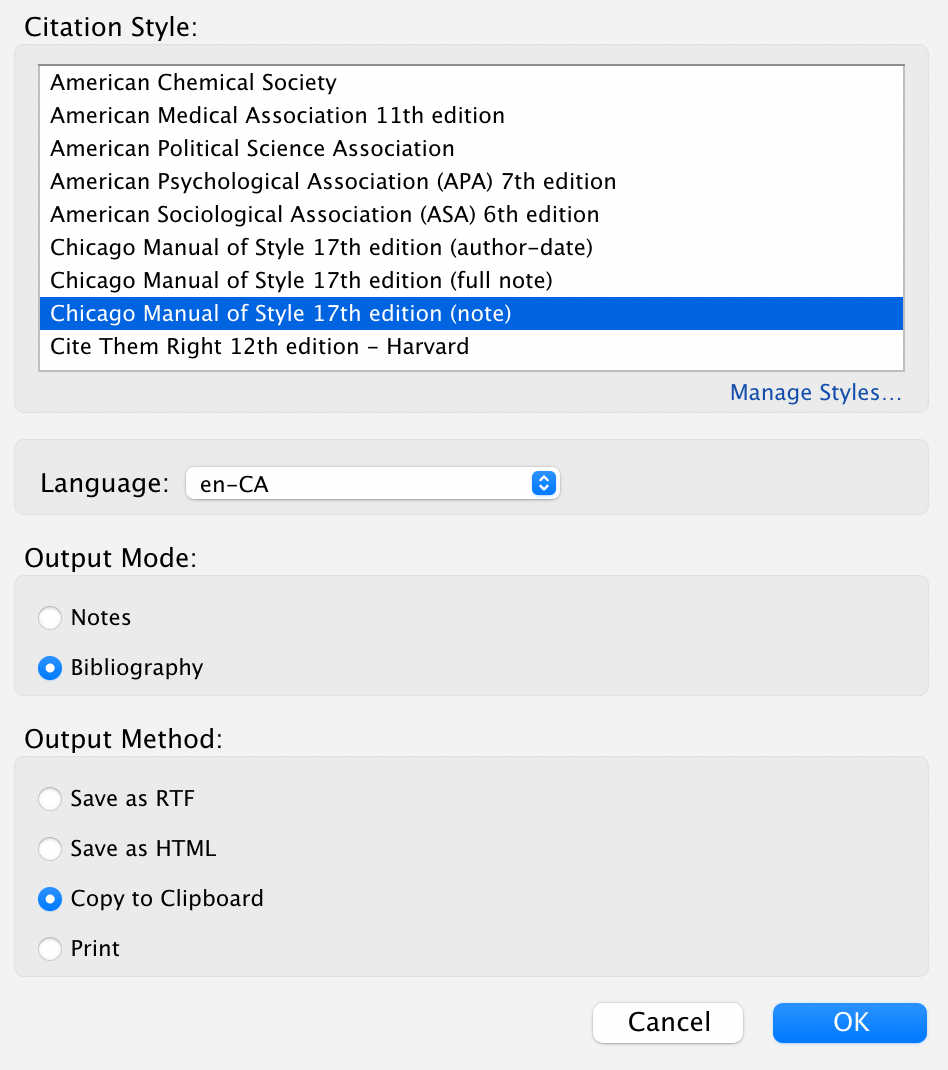 Citation Style:
American Chemical Society
American Medical Association 11th edition
American Political Science Association
American Psychological Association (APA) 7th edition
American Sociological Association (ASA) 6th edition
Chicago Manual of Style 17th edition (author-date)
Chicago Manual of Style 17th edition (full note)
Chicago Manual of Style 17th edition (note)
Cite Them Right 12th edition - Harvard
Manage Styles...
Language: en-CA
Output Mode:
Notes
Bibliography
Output Method:
Save as RTF
Save as HTML
Copy to Clipboard
Print
Cancel OK